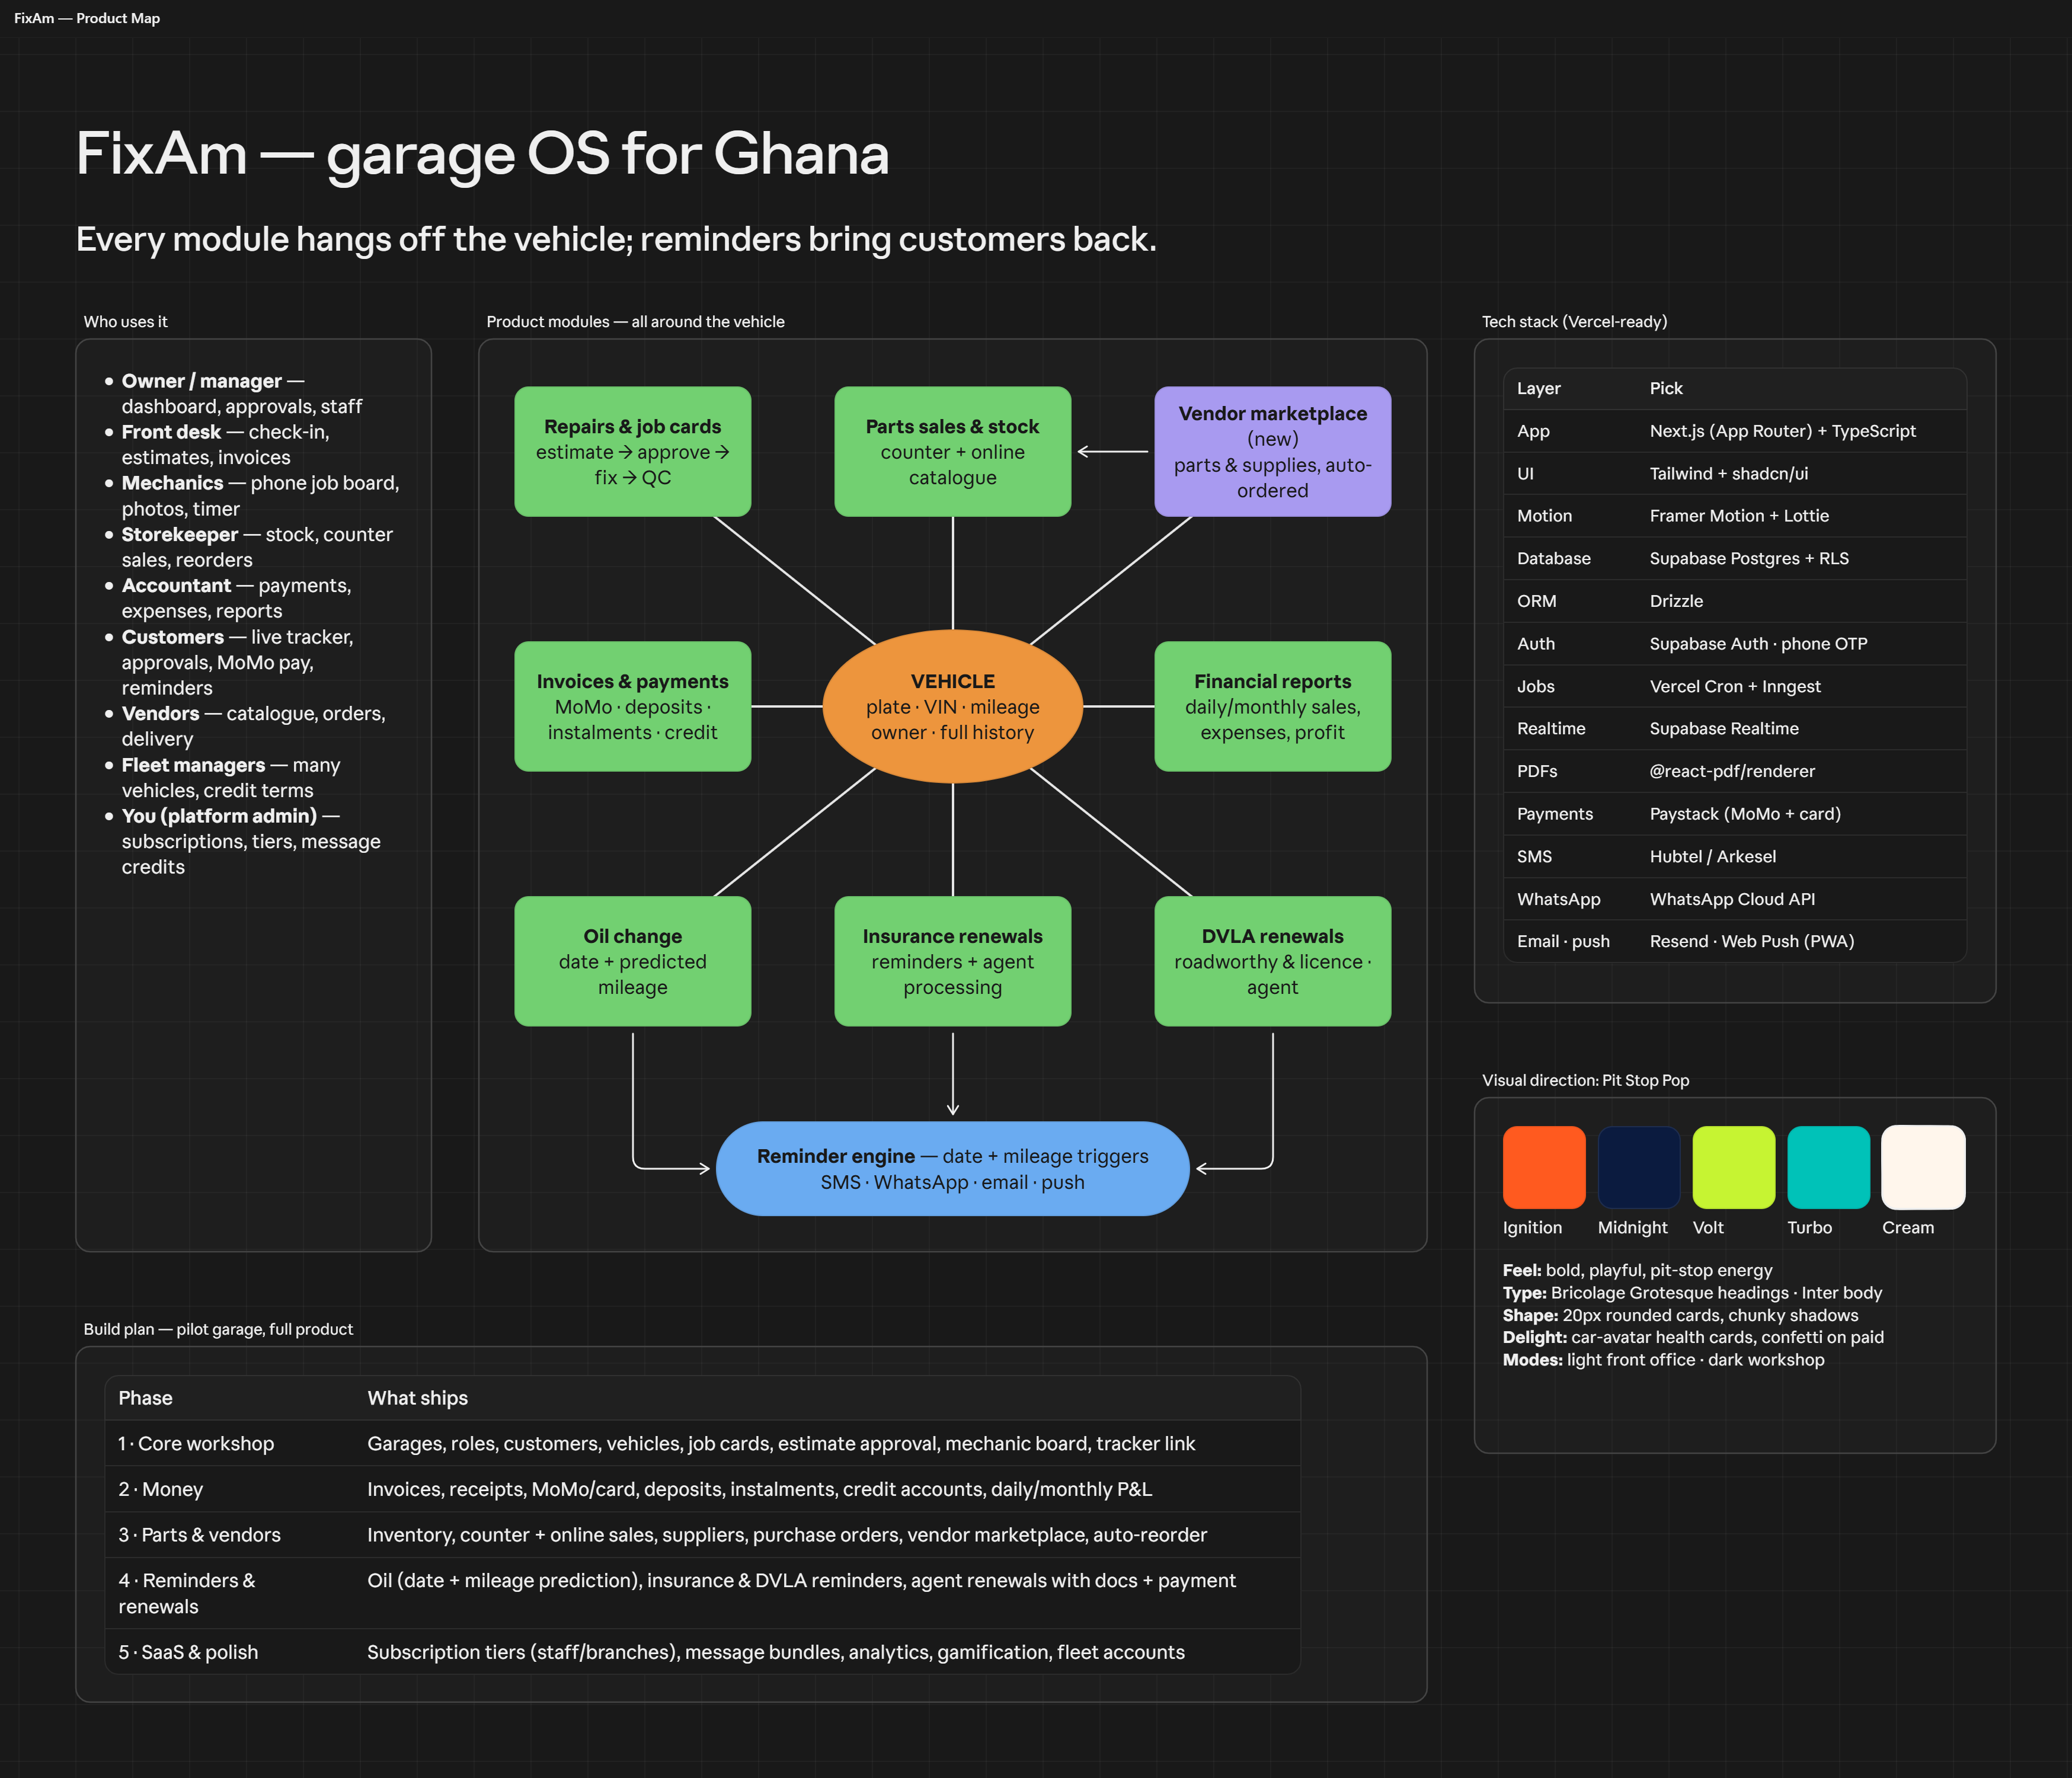 FixAm — Product Map
FixAm — garage OS for Ghana
Every module hangs off the vehicle; reminders bring customers back.
Who uses it
• Owner / manager —
dashboard, approvals, staff
• Front desk — check-in,
estimates, invoices
• Mechanics — phone job board,
photos, timer
• Storekeeper — stock, counter
sales, reorders
• Accountant — payments,
expenses, reports
• Customers — live tracker,
approvals, MoMo pay,
reminders
• Vendors — catalogue, orders,
delivery
• Fleet managers — many
vehicles, credit terms
• You (platform admin) —
subscriptions, tiers, message
credits
Product modules — all around the vehicle
Repairs & job cards
estimate → approve →
fix → QC
Parts sales & stock
counter + online
catalogue
Vendor marketplace
(new)
parts & supplies, auto-
ordered
Invoices & payments
MoMo · deposits ·
instalments · credit
VEHICLE
plate · VIN · mileage
owner · full history
Financial reports
daily/monthly sales,
expenses, profit
Oil change
date + predicted
mileage
Insurance renewals
reminders + agent
processing
DVLA renewals
roadworthy & licence ·
agent
Reminder engine — date + mileage triggers
SMS · WhatsApp · email · push
Tech stack (Vercel-ready)
Layer Pick
App Next.js (App Router) + TypeScript
UI Tailwind + shadcn/ui
Motion Framer Motion + Lottie
Database Supabase Postgres + RLS
ORM Drizzle
Auth Supabase Auth · phone OTP
Jobs Vercel Cron + Inngest
Realtime Supabase Realtime
PDFs @react-pdf/renderer
Payments Paystack (MoMo + card)
SMS Hubtel / Arkesel
WhatsApp WhatsApp Cloud API
Email · push Resend · Web Push (PWA)
Visual direction: Pit Stop Pop
Ignition Midnight Volt Turbo Cream
Feel: bold, playful, pit-stop energy
Type: Bricolage Grotesque headings · Inter body
Shape: 20px rounded cards, chunky shadows
Delight: car-avatar health cards, confetti on paid
Modes: light front office · dark workshop
Build plan — pilot garage, full product
Phase What ships
1 · Core workshop Garages, roles, customers, vehicles, job cards, estimate approval, mechanic board, tracker link
2 · Money Invoices, receipts, MoMo/card, deposits, instalments, credit accounts, daily/monthly P&L
3 · Parts & vendors Inventory, counter + online sales, suppliers, purchase orders, vendor marketplace, auto-reorder
4 · Reminders & Oil (date + mileage prediction), insurance & DVLA reminders, agent renewals with docs + payment
renewals
5 · SaaS & polish Subscription tiers (staff/branches), message bundles, analytics, gamification, fleet accounts